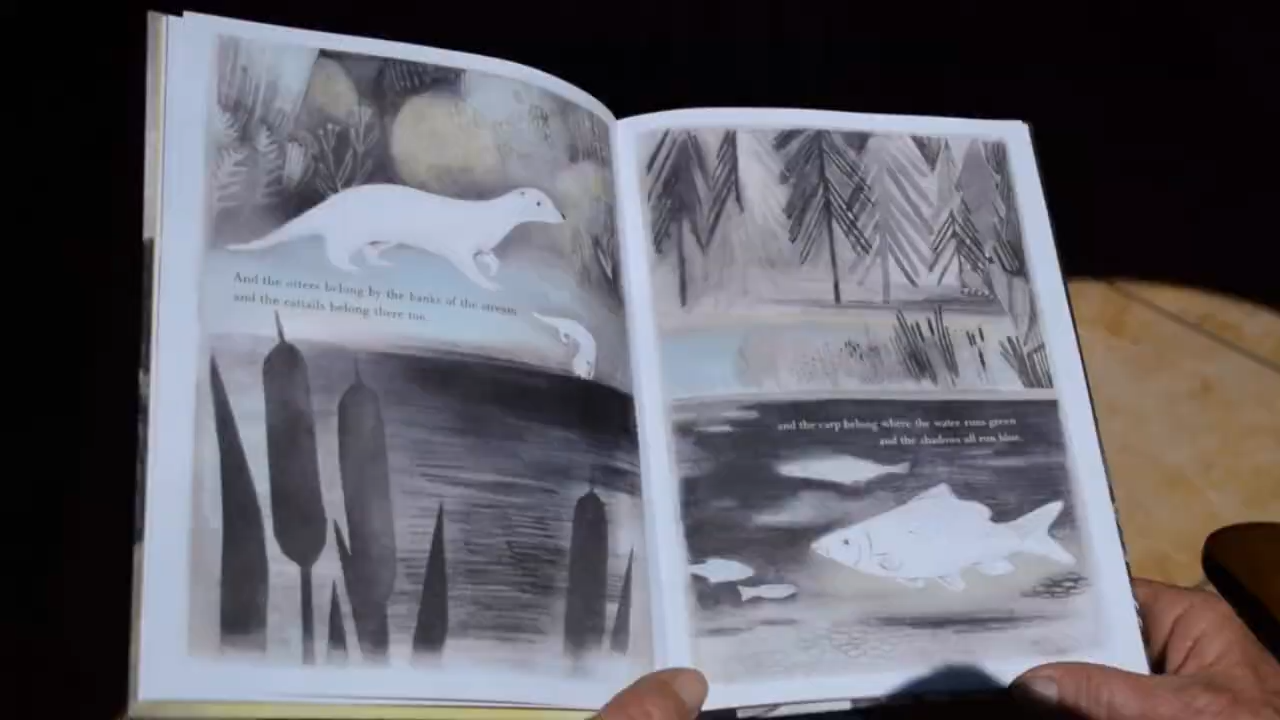 And the otters belong by the banks of the stream
and the cattails belong there too.
and the carp belong where the water runs green
and the shadows all run blue.